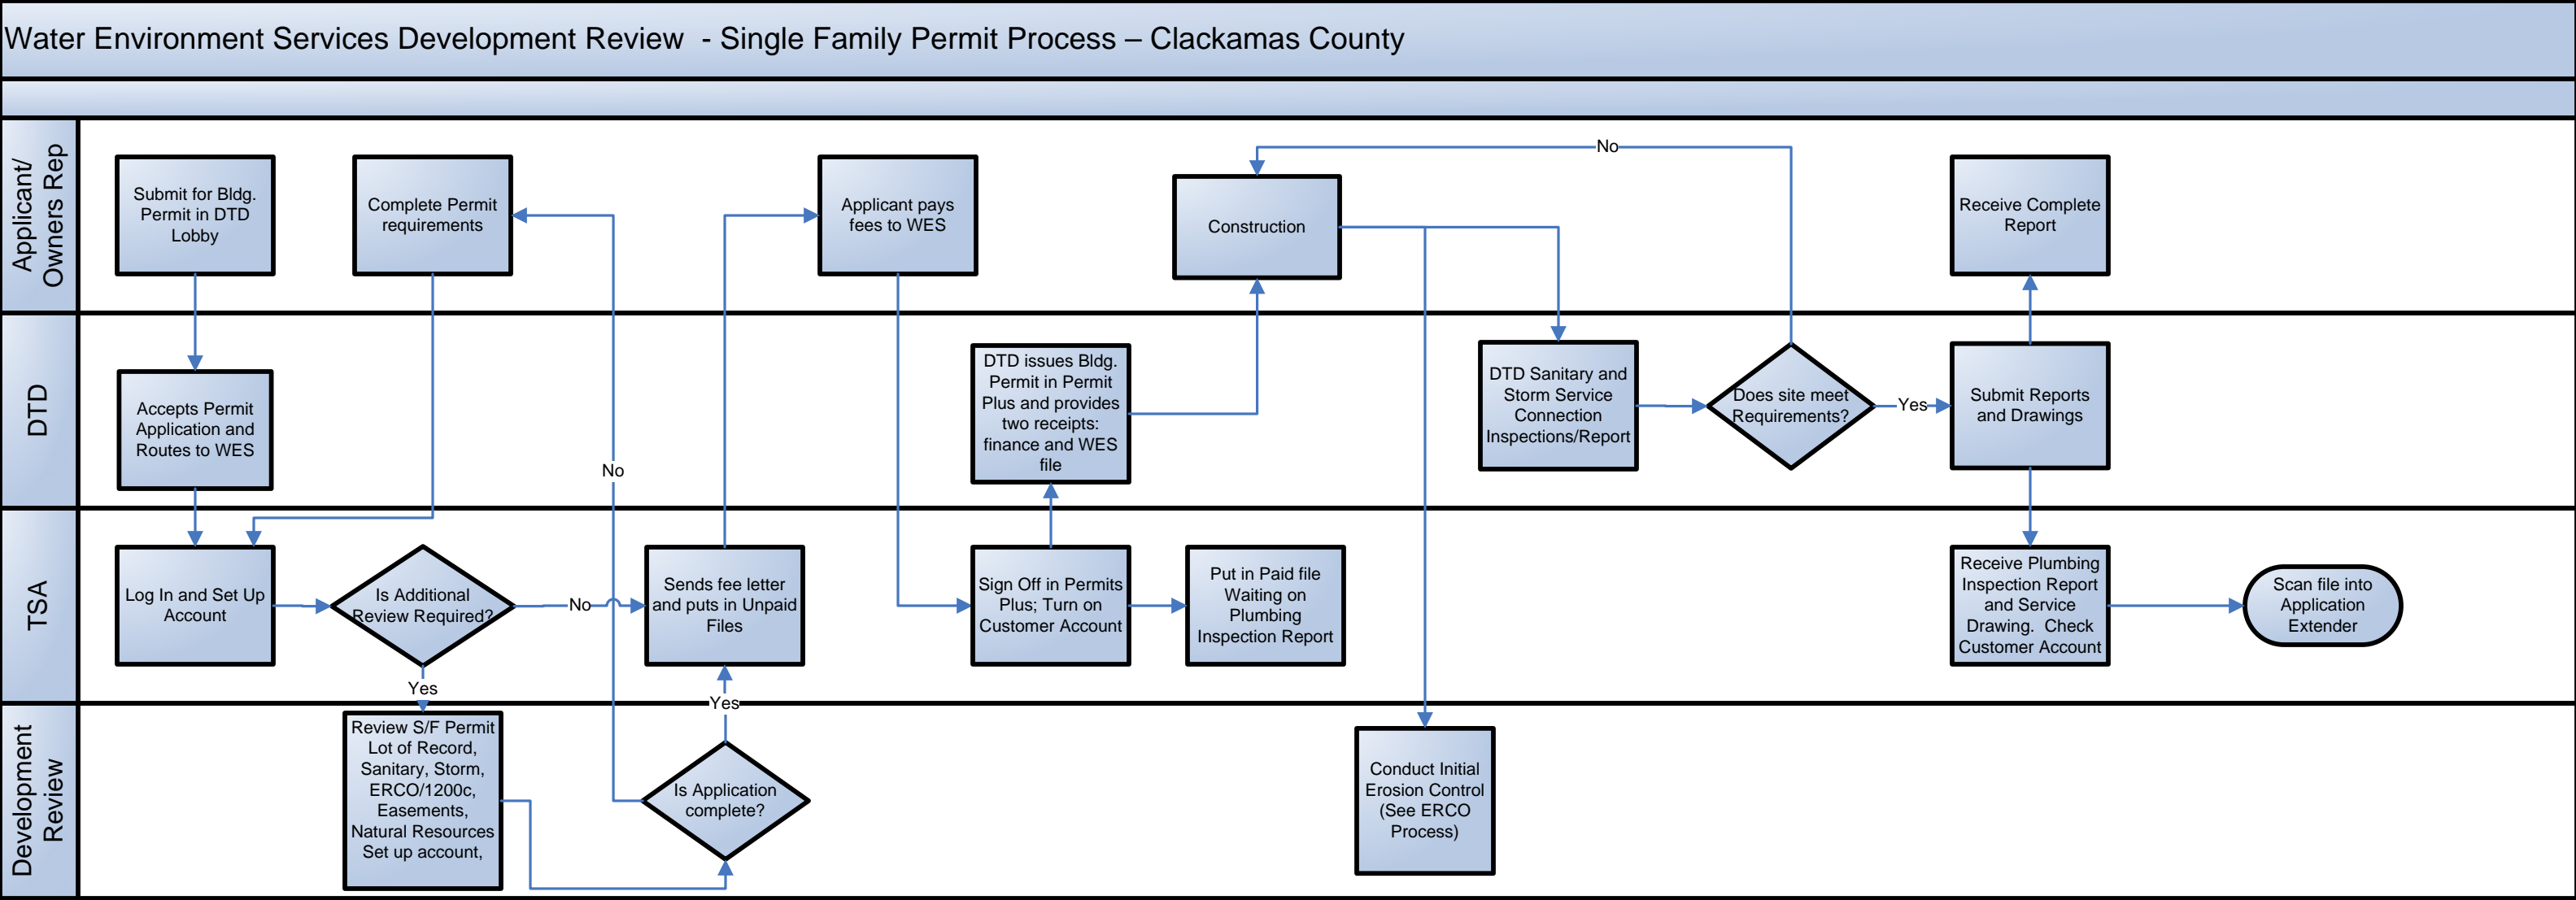 Water Environment Services Development Review  - Single Family Permit Process – Clackamas County
Applicant/
Owners Rep
Submit for Bldg.
Permit in DTD
Lobby
Complete Permit
requirements
Applicant pays
fees to WES
Construction
No
Receive Complete
Report
DTD
Accepts Permit
Application and
Routes to WES
No
DTD issues Bldg.
Permit in Permit
Plus and provides
two receipts:
finance and WES
file
DTD Sanitary and
Storm Service
Connection
Inspections/Report
Does site meet
Requirements?
Yes
Submit Reports
and Drawings
TSA
Log In and Set Up
Account
Is Additional
Review Required?
No
Yes
Sends fee letter
and puts in Unpaid
Files
Yes
Sign Off in Permits
Plus; Turn on
Customer Account
Put in Paid file
Waiting on
Plumbing
Inspection Report
Receive Plumbing
Inspection Report
and Service
Drawing.  Check
Customer Account
Scan file into
Application
Extender
Development
Review
Review S/F Permit
Lot of Record,
Sanitary, Storm,
ERCO/1200c,
Easements,
Natural Resources
Set up account,
Is Application
complete?
Conduct Initial
Erosion Control
(See ERCO
Process)